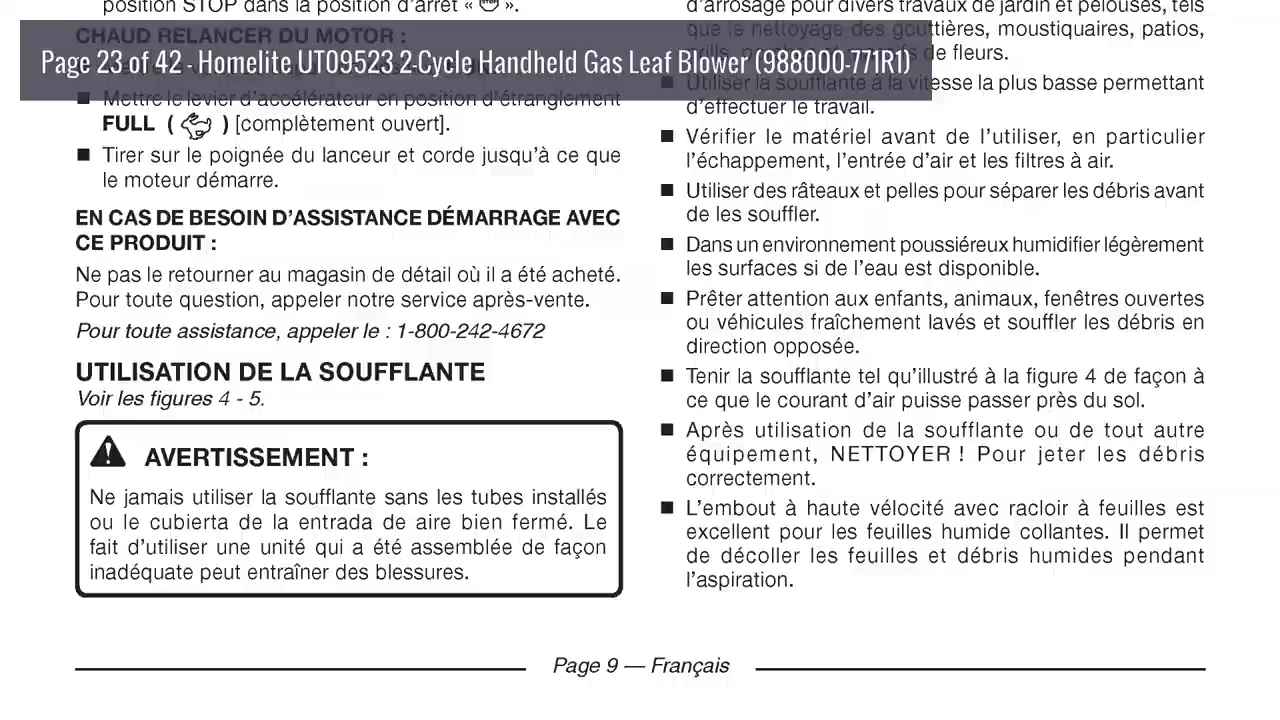 Page 23 of 42 - Homelite UT09523 2-Cycle Handheld Gas Leaf Blower (988000-771R1)
position STOP dans la position d'arrêt « ».
CHAUD RELANCER DU MOTOR :
Mettre le levier d'accélérateur en position d'étranglement
FULL ( ) [complètement ouvert].
■ Tirer sur le poignée du lanceur et corde jusqu'à ce que
le moteur démarre.
EN CAS DE BESOIN D'ASSISTANCE DÉMARRAGE AVEC
CE PRODUIT :
Ne pas le retourner au magasin de détail où il a été acheté.
Pour toute question, appeler notre service après-vente.
Pour toute assistance, appeler le : 1-800-242-4672
UTILISATION DE LA SOUFFLANTE
Voir les figures 4 - 5.
AVERTISSEMENT :
Ne jamais utiliser la soufflante sans les tubes installés
ou le cubierta de la entrada de aire bien fermé. Le
fait d'utiliser une unité qui a été assemblée de façon
inadéquate peut entraîner des blessures.
d'arrosage pour divers travaux de jardin et pelouses, tels
que le nettoyage des gouttières, moustiquaires, patios,
de fleurs.
■ Utiliser la soufflante à la vitesse la plus basse permettant
d'effectuer le travail.
■ Vérifier le matériel avant de l'utiliser, en particulier
l'échappement, l'entrée d'air et les filtres à air.
■ Utiliser des râteaux et pelles pour séparer les débris avant
de les souffler.
■ Dans un environnement poussiéreux humidifier légèrement
les surfaces si de l'eau est disponible.
■ Prêter attention aux enfants, animaux, fenêtres ouvertes
ou véhicules fraîchement lavés et souffler les débris en
direction opposée.
■ Tenir la soufflante tel qu'illustré à la figure 4 de façon à
ce que le courant d'air puisse passer près du sol.
■ Après utilisation de la soufflante ou de tout autre
équipement, NETTOYER ! Pour jeter les débris
correctement.
■ L'embout à haute vélocité avec racloir à feuilles est
excellent pour les feuilles humide collantes. Il permet
de décoller les feuilles et débris humides pendant
l'aspiration.
Page 9 — Français